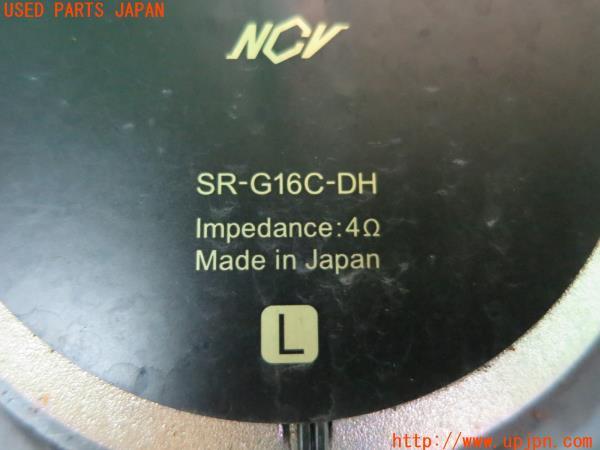 USED PARTS JAPAN
NCV
SR-G16C-DH
Impedance:4Ω
Made in Japan
L
http://www.upjpn.com